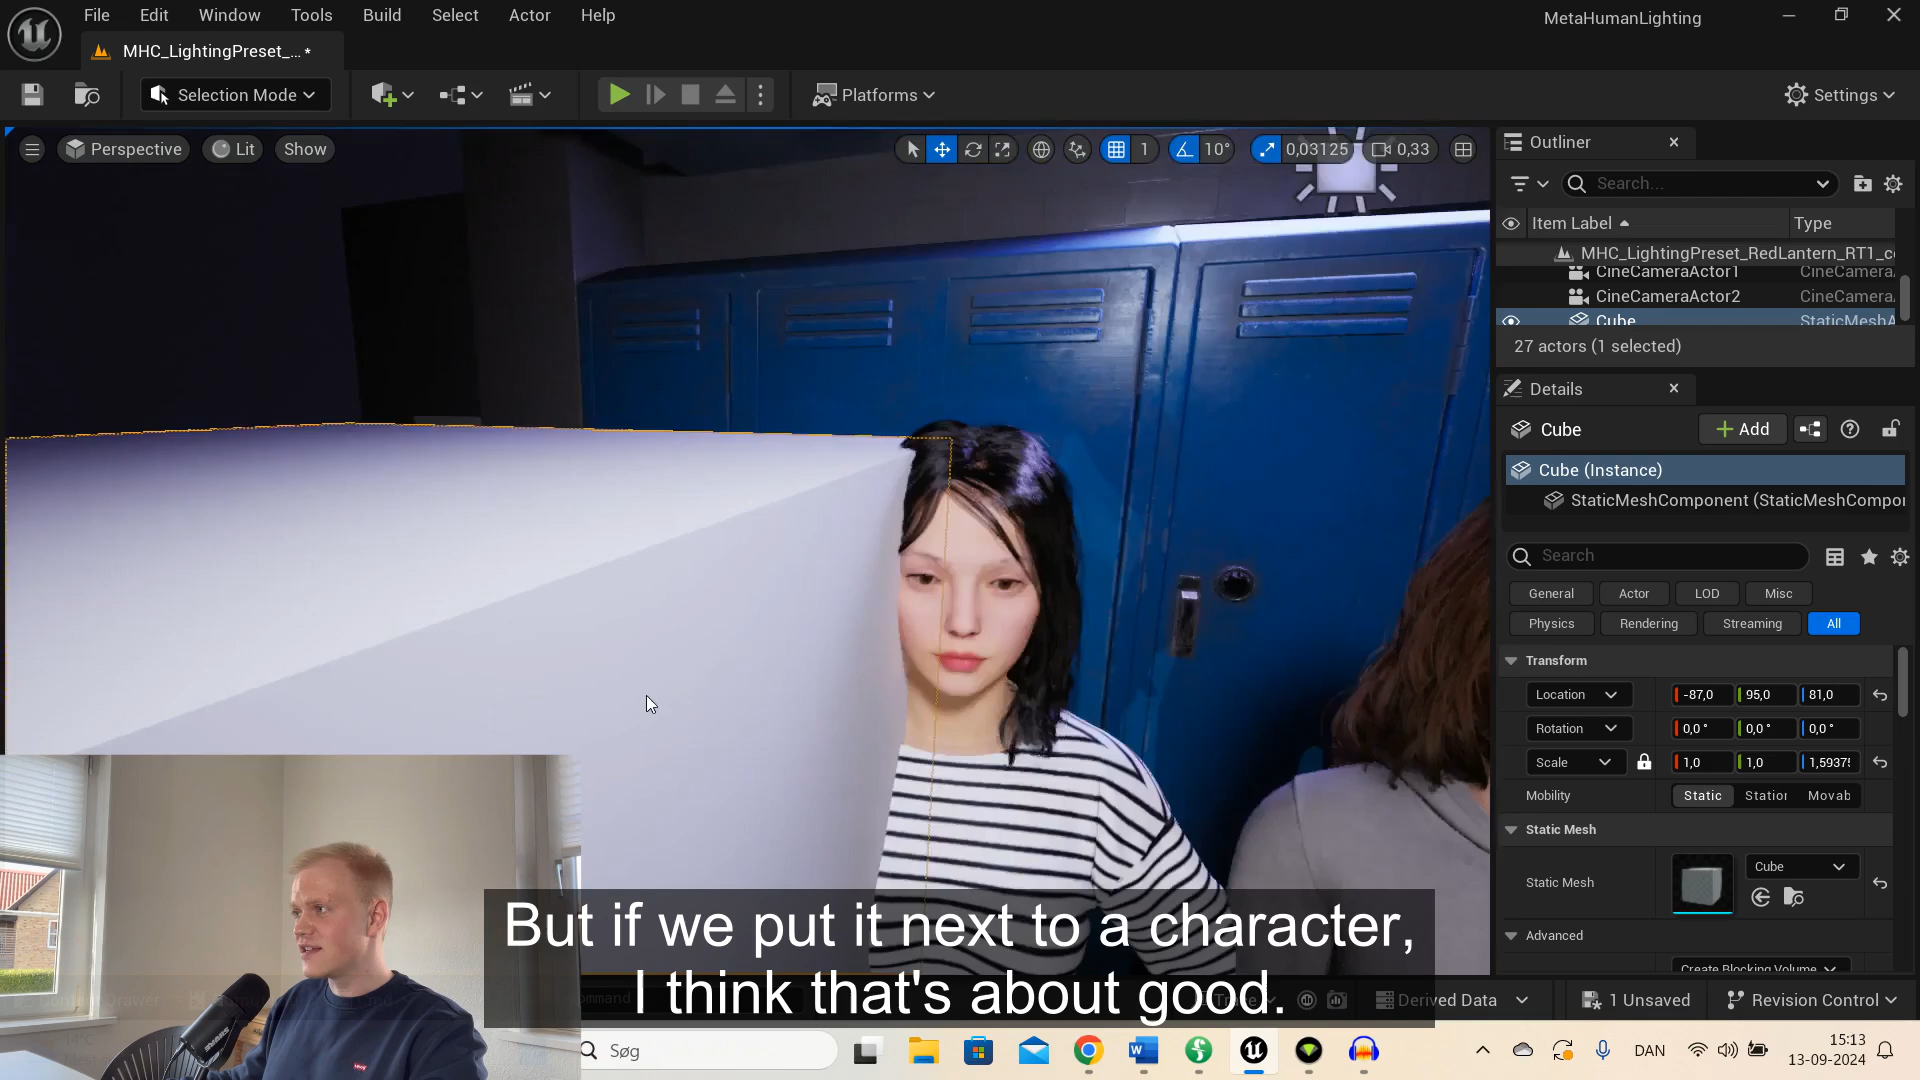 File Edit Window Tools Build Select Actor Help
MetaHumanLighting
MHC_LightingPreset_... •
Selection Mode
Platforms
Settings
Perspective
Lit
Show
1
10°
0,03125
0,33
Outliner
Search...
Item Label
Type
MHC_LightingPreset_RedLantern_RT1_c
CineCameraActor1 CineCamera
CineCameraActor2 CineCamera
Cube StaticMeshA
27 actors (1 selected)
Details
Cube
Add
Cube (Instance)
StaticMeshComponent (StaticMeshCompor
Search
General Actor LOD Misc
Physics Rendering Streaming All
Transform
Location -87,0 95,0 81,0
Rotation 0,0 ° 0,0 ° 0,0 °
Scale 1,0 1,0 1,59375
Mobility Static Station Movab
Static Mesh
Static Mesh Cube
Advanced
Create Blocking Volume
But if we put it next to a character,
I think that's about good.
Derived Data
1 Unsaved
Revision Control
Søg
DAN
15:13
13-09-2024